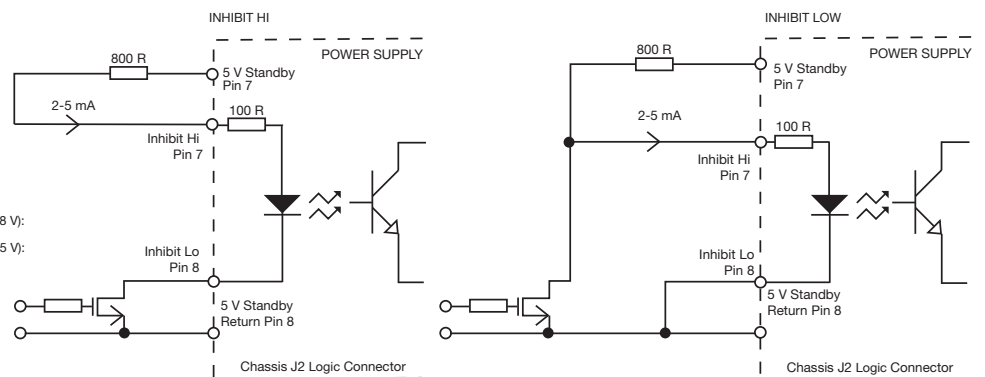 INHIBIT HI
POWER SUPPLY
800 R
5 V Standby
Pin 7
2-5 mA
100 R
Inhibit Hi
Pin 7
8 V):
5 V):
Inhibit Lo
Pin 8
5 V Standby
Return Pin 8
Chassis J2 Logic Connector
INHIBIT LOW
POWER SUPPLY
800 R
5 V Standby
Pin 7
2-5 mA
100 R
Inhibit Hi
Pin 7
Inhibit Lo
Pin 8
5 V Standby
Return Pin 8
Chassis J2 Logic Connector